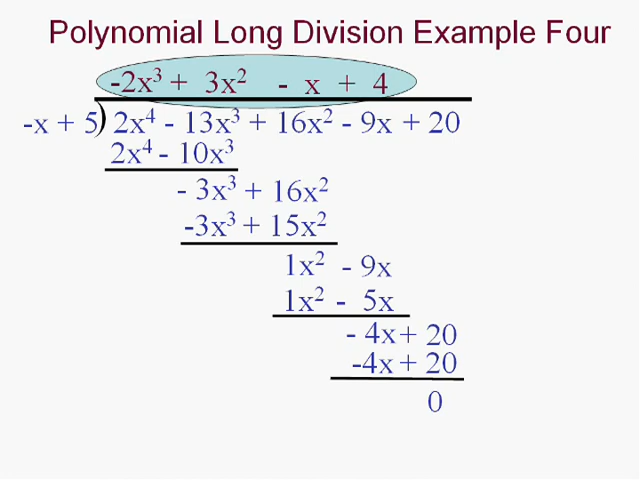 Polynomial Long Division Example Four
-2x³ + 3x² - x + 4
-x + 5) 2x⁴ - 13x³ + 16x² - 9x + 20
2x⁴ - 10x³
- 3x³ + 16x²
-3x³ + 15x²
1x² - 9x
1x² - 5x
- 4x + 20
-4x + 20
0